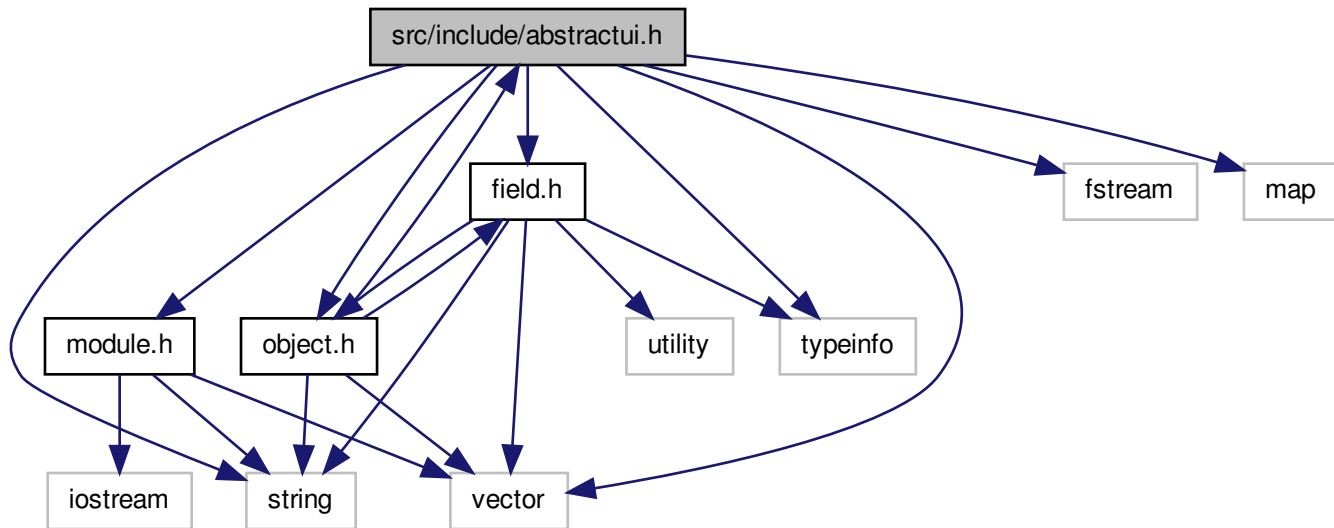 src/include/abstractui.h
field.h
fstream
map
module.h
object.h
utility
typeinfo
iostream
string
vector